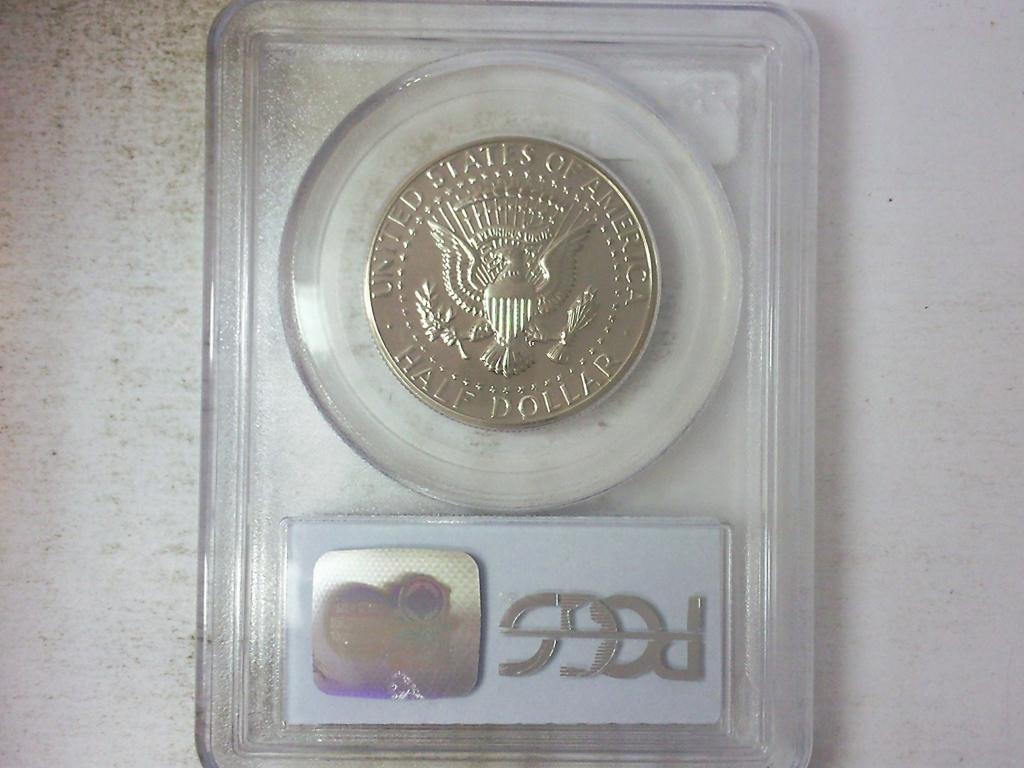 UNITED STATES OF AMERICA
HALF DOLLAR
PCGS